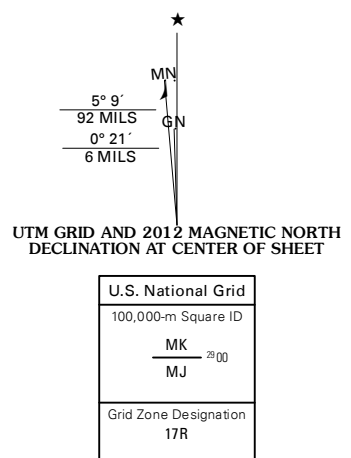 ★
MN
5° 9´
92 MILS
GN
0° 21´
6 MILS
UTM GRID AND 2012 MAGNETIC NORTH
DECLINATION AT CENTER OF SHEET
U.S. National Grid
100,000-m Square ID
MK
2900
MJ
Grid Zone Designation
17R